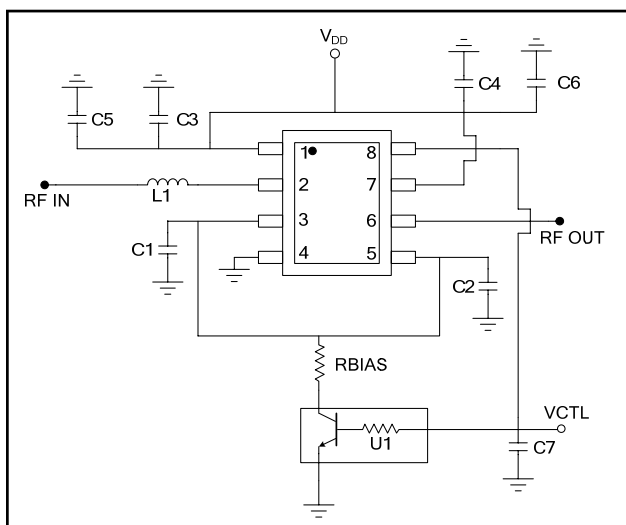 VDD
C4
C6
C5
C3
1
8
RF IN
L1
2
7
3
6
RF OUT
C1
4
5
C2
RBIAS
VCTL
U1
C7